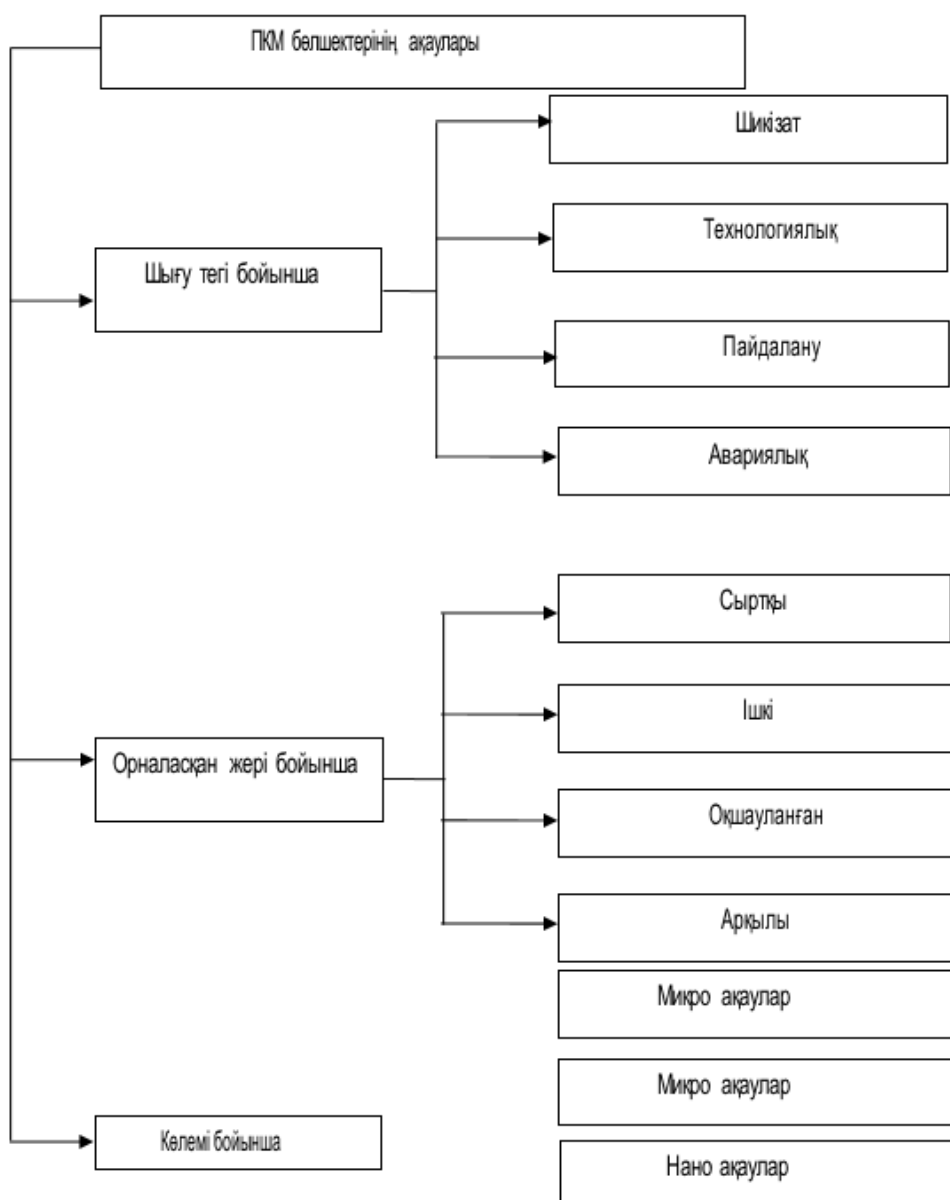 ПКМ бөлшектерінің ақаулары
Шикізат
Технологиялық
Шығу тегі бойынша
Пайдалану
Авариялық
Сыртқы
Ішкі
Орналасқан жері бойынша
Оқшауланған
Арқылы
Микро ақаулар
Микро ақаулар
Көлемі бойынша
Нано ақаулар